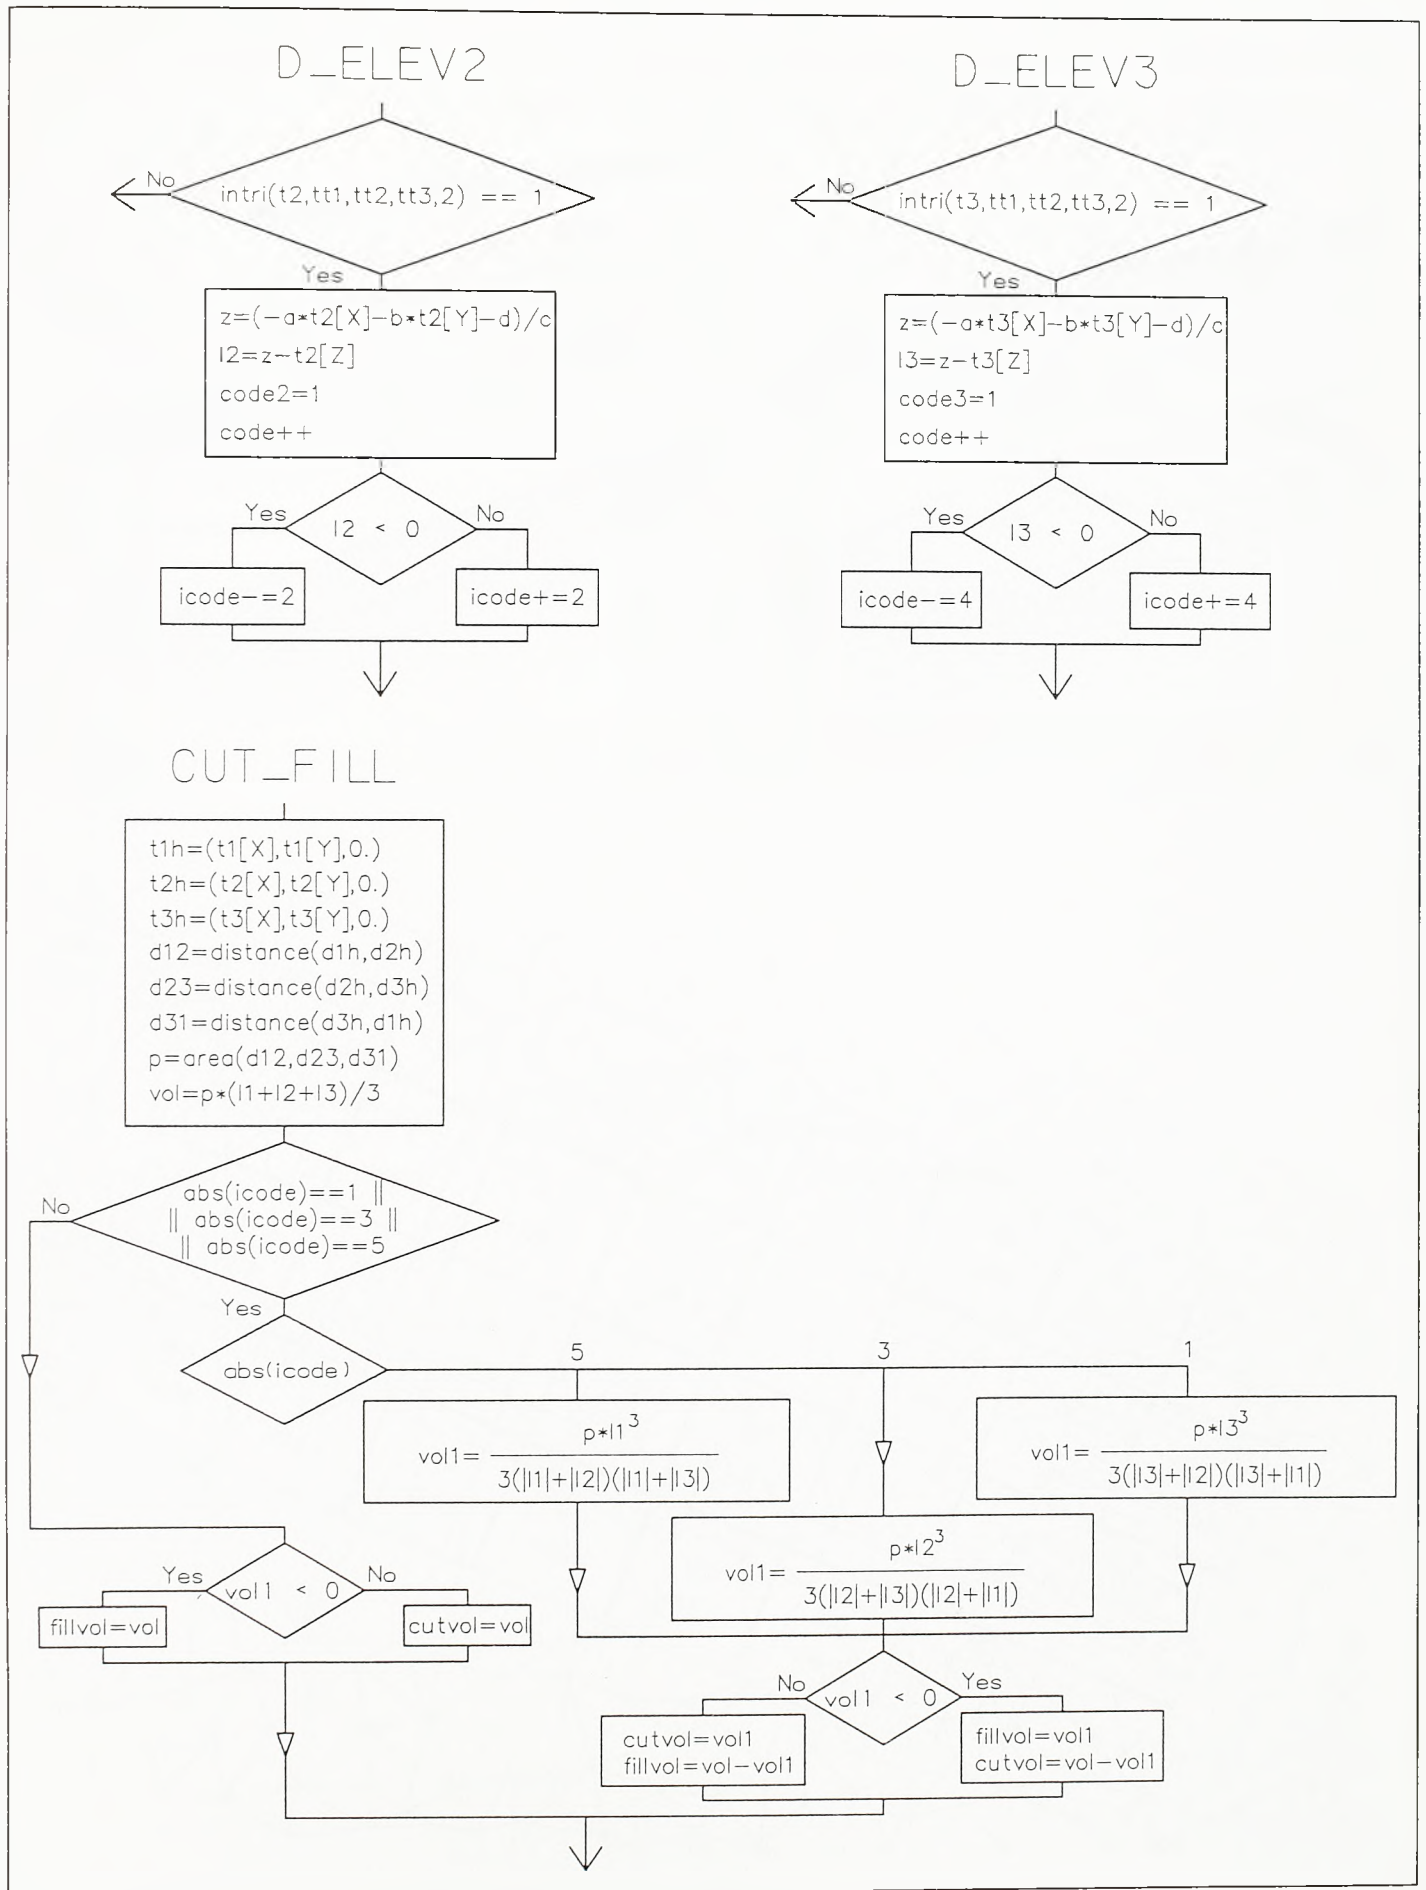 D_ELEV2
No
intri(t2,tt1,tt2,tt3,2) == 1
Yes
z=(-a*t2[X]-b*t2[Y]-d)/c
l2=z-t2[Z]
code2=1
code++
Yes
l2 < 0
No
icode-=2
icode+=2
D_ELEV3
No
intri(t3,tt1,tt2,tt3,2) == 1
Yes
z=(-a*t3[X]-b*t3[Y]-d)/c
l3=z-t3[Z]
code3=1
code++
Yes
l3 < 0
No
icode-=4
icode+=4
CUT_FILL
t1h=(t1[X],t1[Y],0.)
t2h=(t2[X],t2[Y],0.)
t3h=(t3[X],t3[Y],0.)
d12=distance(d1h,d2h)
d23=distance(d2h,d3h)
d31=distance(d3h,d1h)
p=area(d12,d23,d31)
vol=p*(l1+l2+l3)/3
No
abs(icode)==1 ||
|| abs(icode)==3 ||
|| abs(icode)==5
Yes
abs(icode)
5
3
1
vol1= p*l1^3
3(|l1|+|l2|)(|l1|+|l3|)
vol1= p*l3^3
3(|l3|+|l2|)(|l3|+|l1|)
vol1= p*l2^3
3(|l2|+|l3|)(|l2|+|l1|)
Yes
vol1 < 0
No
fillvol=vol
cutvol=vol
No
vol1 < 0
Yes
cutvol=vol1
fillvol=vol-vol1
fillvol=vol1
cutvol=vol-vol1